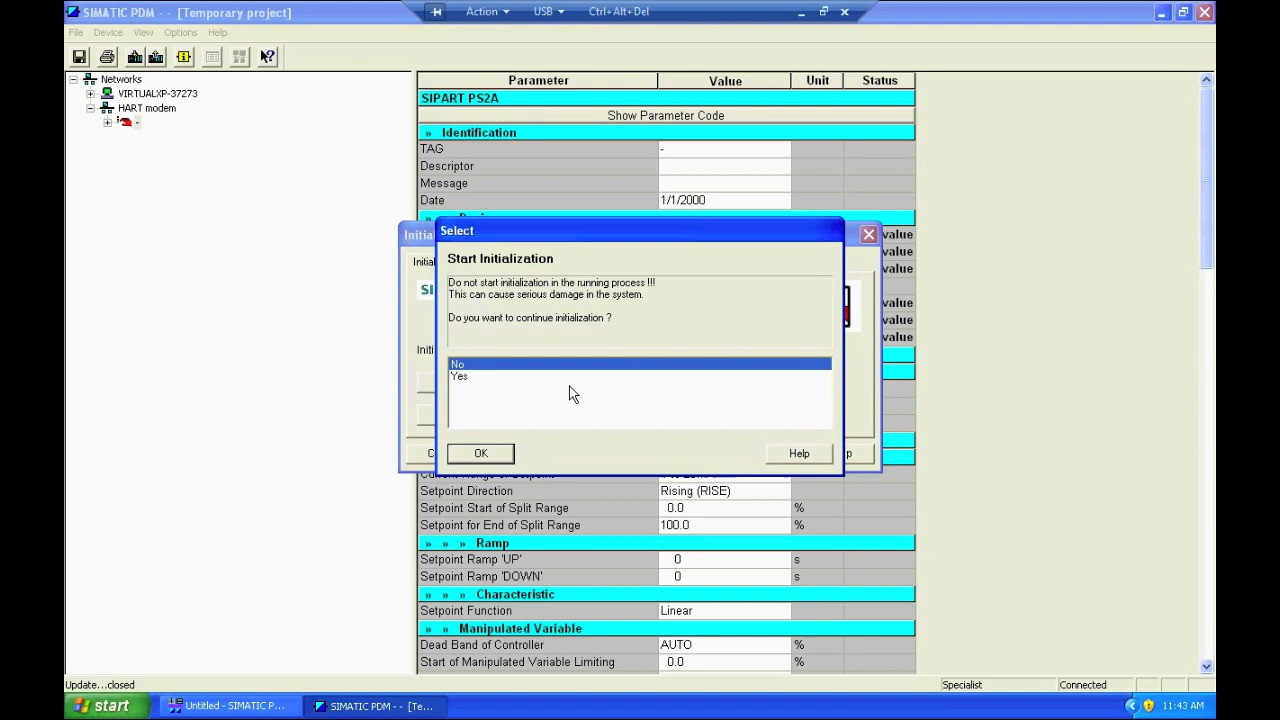 SIMATIC PDM - - [Temporary project]
Action
USB
Ctrl+Alt+Del
File Device View Options Help
Networks
VIRTUALXP-37273
HART modem
-
Parameter Value Unit Status
SIPART PS2A
Show Parameter Code
» Identification
TAG -
Descriptor
Message
Date 1/1/2000
value
value
value
value
value
value
Initia
Initial
SI
Initi
C
p
Select
Start Initialization
Do not start initialization in the running process !!!
This can cause serious damage in the system.
Do you want to continue initialization ?
No
Yes
OK Help
Setpoint Direction Rising (RISE)
Setpoint Start of Split Range 0.0 %
Setpoint for End of Split Range 100.0 %
» » » Ramp
Setpoint Ramp 'UP' 0 s
Setpoint Ramp 'DOWN' 0 s
» » » Characteristic
Setpoint Function Linear
» » Manipulated Variable
Dead Band of Controller AUTO %
Start of Manipulated Variable Limiting 0.0 %
Update...closed
Specialist
Connected
start
Untitled - SIMATIC P...
SIMATIC PDM - - [Te...
11:43 AM